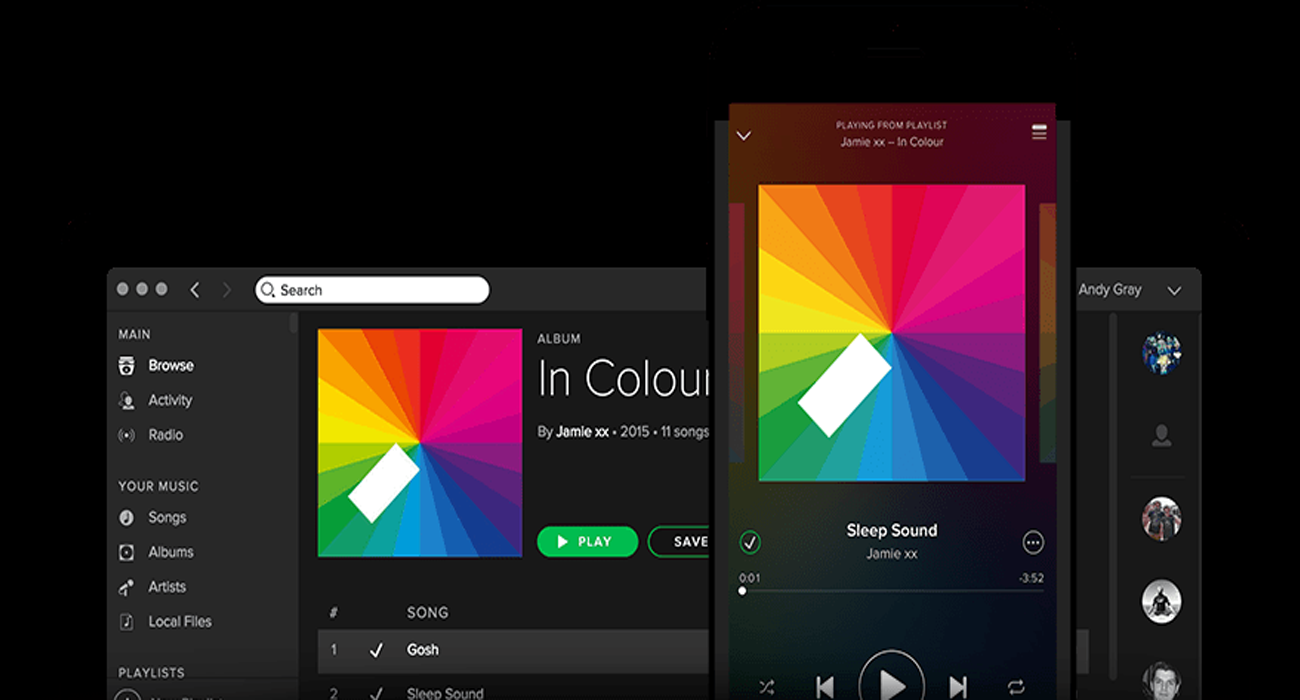 Search
Andy Gray
MAIN
Browse
Activity
Radio
YOUR MUSIC
Songs
Albums
Artists
Local Files
PLAYLISTS
ALBUM
In Colour
By Jamie xx • 2015 • 11 songs
PLAY
SAVE
# SONG
1 Gosh
2 Sleep Sound
PLAYING FROM PLAYLIST
Jamie xx – In Colour
Sleep Sound
Jamie xx
0:01 -3:52